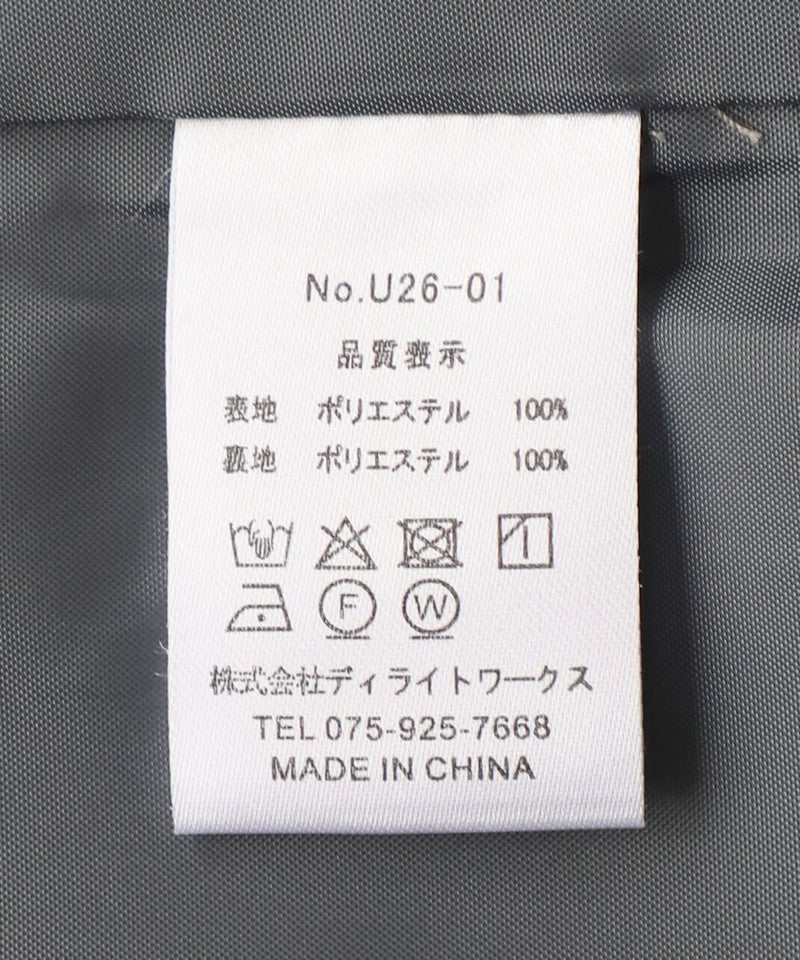 No.U26-01
品質表示
表地 ポリエステル 100%
裏地 ポリエステル 100%
F W
株式会社ディライトワークス
TEL 075-925-7668
MADE IN CHINA